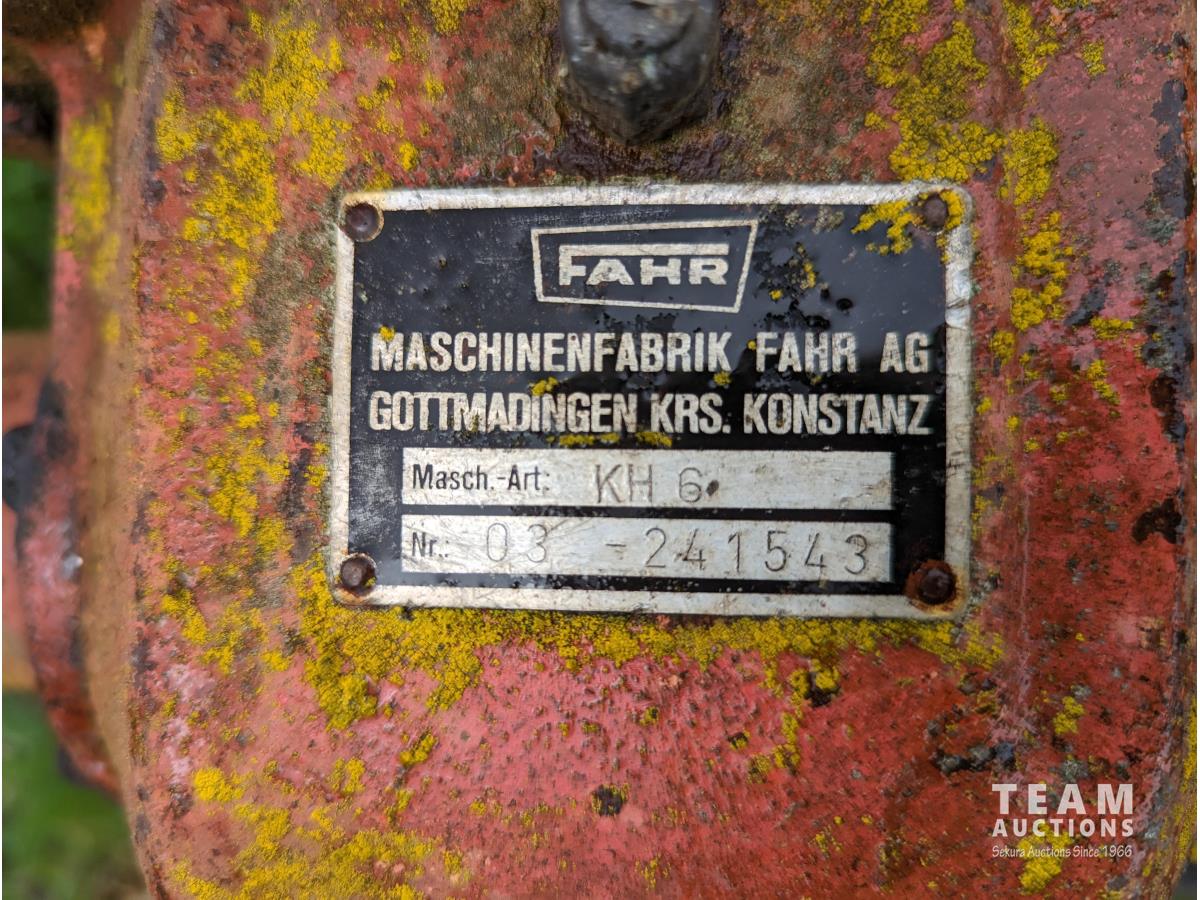 FAHR
MASCHINENFABRIK FAHR AG
GOTTMADINGEN KRS. KONSTANZ
Masch.-Art: KH 6
Nr.: 03 -241543
TEAM
AUCTIONS
Sekura Auctions Since 1966